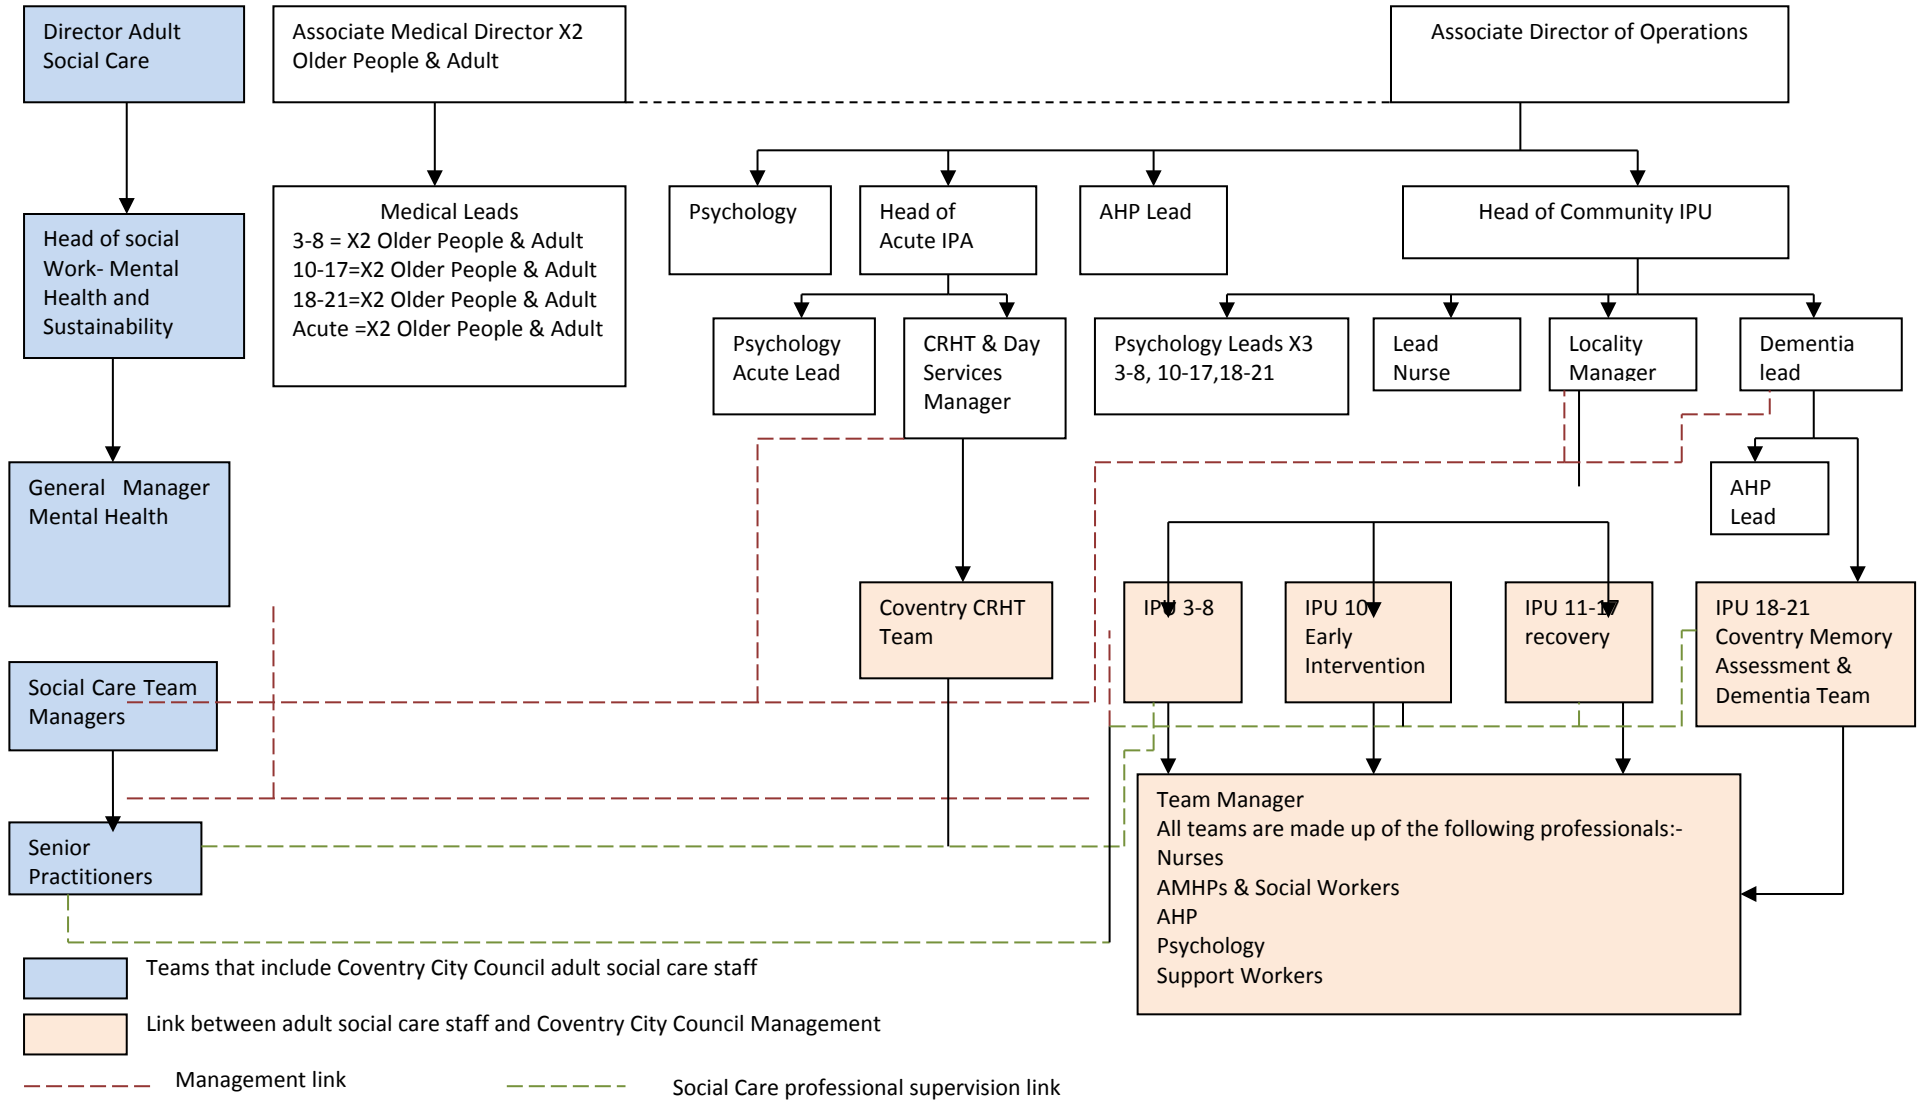 Director Adult
Social Care
Associate Medical Director X2
Older People & Adult
Associate Director of Operations
Head of social
Work- Mental
Health and
Sustainability
Medical Leads
3-8 = X2 Older People & Adult
10-17=X2 Older People & Adult
18-21=X2 Older People & Adult
Acute =X2 Older People & Adult
Psychology
Head of
Acute IPA
AHP Lead
Head of Community IPU
Psychology
Acute Lead
CRHT & Day
Services
Manager
Psychology Leads X3
3-8, 10-17,18-21
Lead
Nurse
Locality
Manager
Dementia
lead
General Manager
Mental Health
AHP
Lead
Coventry CRHT
Team
IPU 3-8
IPU 10
Early
Intervention
IPU 11-17
recovery
IPU 18-21
Coventry Memory
Assessment &
Dementia Team
Social Care Team
Managers
Senior
Practitioners
Team Manager
All teams are made up of the following professionals:-
Nurses
AMHPs & Social Workers
AHP
Psychology
Support Workers
Teams that include Coventry City Council adult social care staff
Link between adult social care staff and Coventry City Council Management
Management link
Social Care professional supervision link